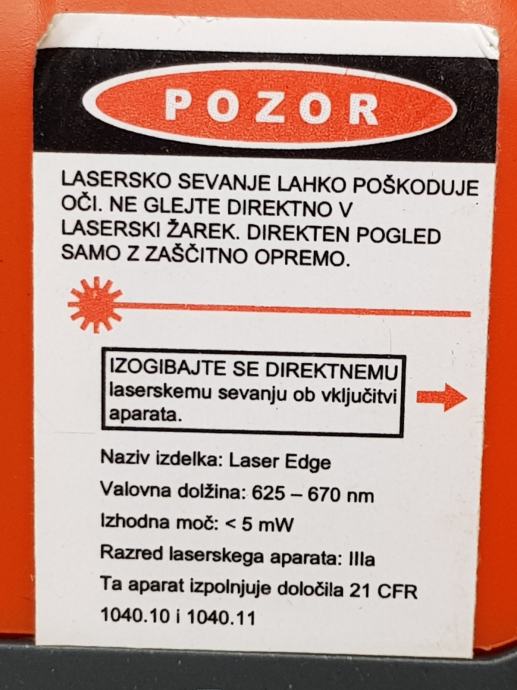 POZOR
LASERSKO SEVANJE LAHKO POŠKODUJE
OČI. NE GLEJTE DIREKTNO V
LASERSKI ŽAREK. DIREKTEN POGLED
SAMO Z ZAŠČITNO OPREMO.
IZOGIBAJTE SE DIREKTNEMU
laserskemu sevanju ob vključitvi
aparata.
Naziv izdelka: Laser Edge
Valovna dolžina: 625 – 670 nm
Izhodna moč: < 5 mW
Razred laserskega aparata: IIIa
Ta aparat izpolnjuje določila 21 CFR
1040.10 i 1040.11